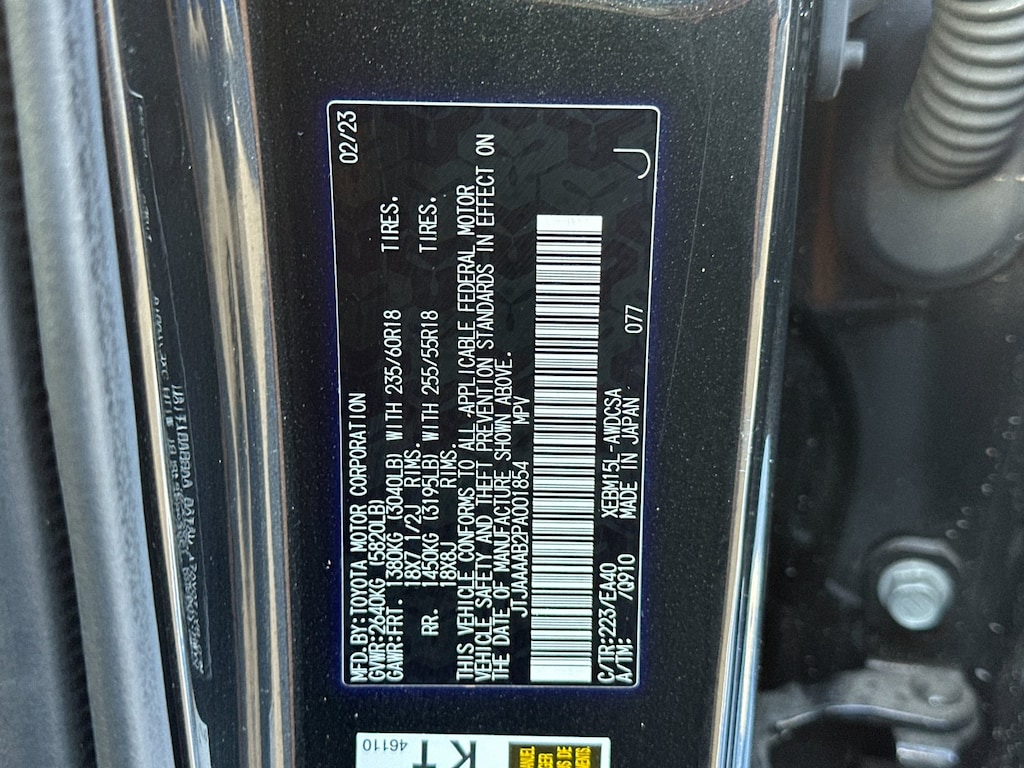 02/23
MFD.BY:TOYOTA MOTOR CORPORATION
GVWR:2640KG (5820LB)
GAWR:FRT. 1380KG (3040LB) WITH 235/60R18 TIRES.
18X7 1/2J RIMS.
RR. 1450KG (3195LB) WITH 255/55R18 TIRES.
18X8J RIMS
THIS VEHICLE CONFORMS TO ALL APPLICABLE FEDERAL MOTOR
VEHICLE SAFETY AND THEFT PREVENTION STANDARDS IN EFFECT ON
THE DATE OF MANUFACTURE SHOWN ABOVE.
JTJAAAAB2PA001854 MPV
C/TR:223/EA40 XEBM15L-AWDCSA
A/TM: /Q910 MADE IN JAPAN 077 J
46110